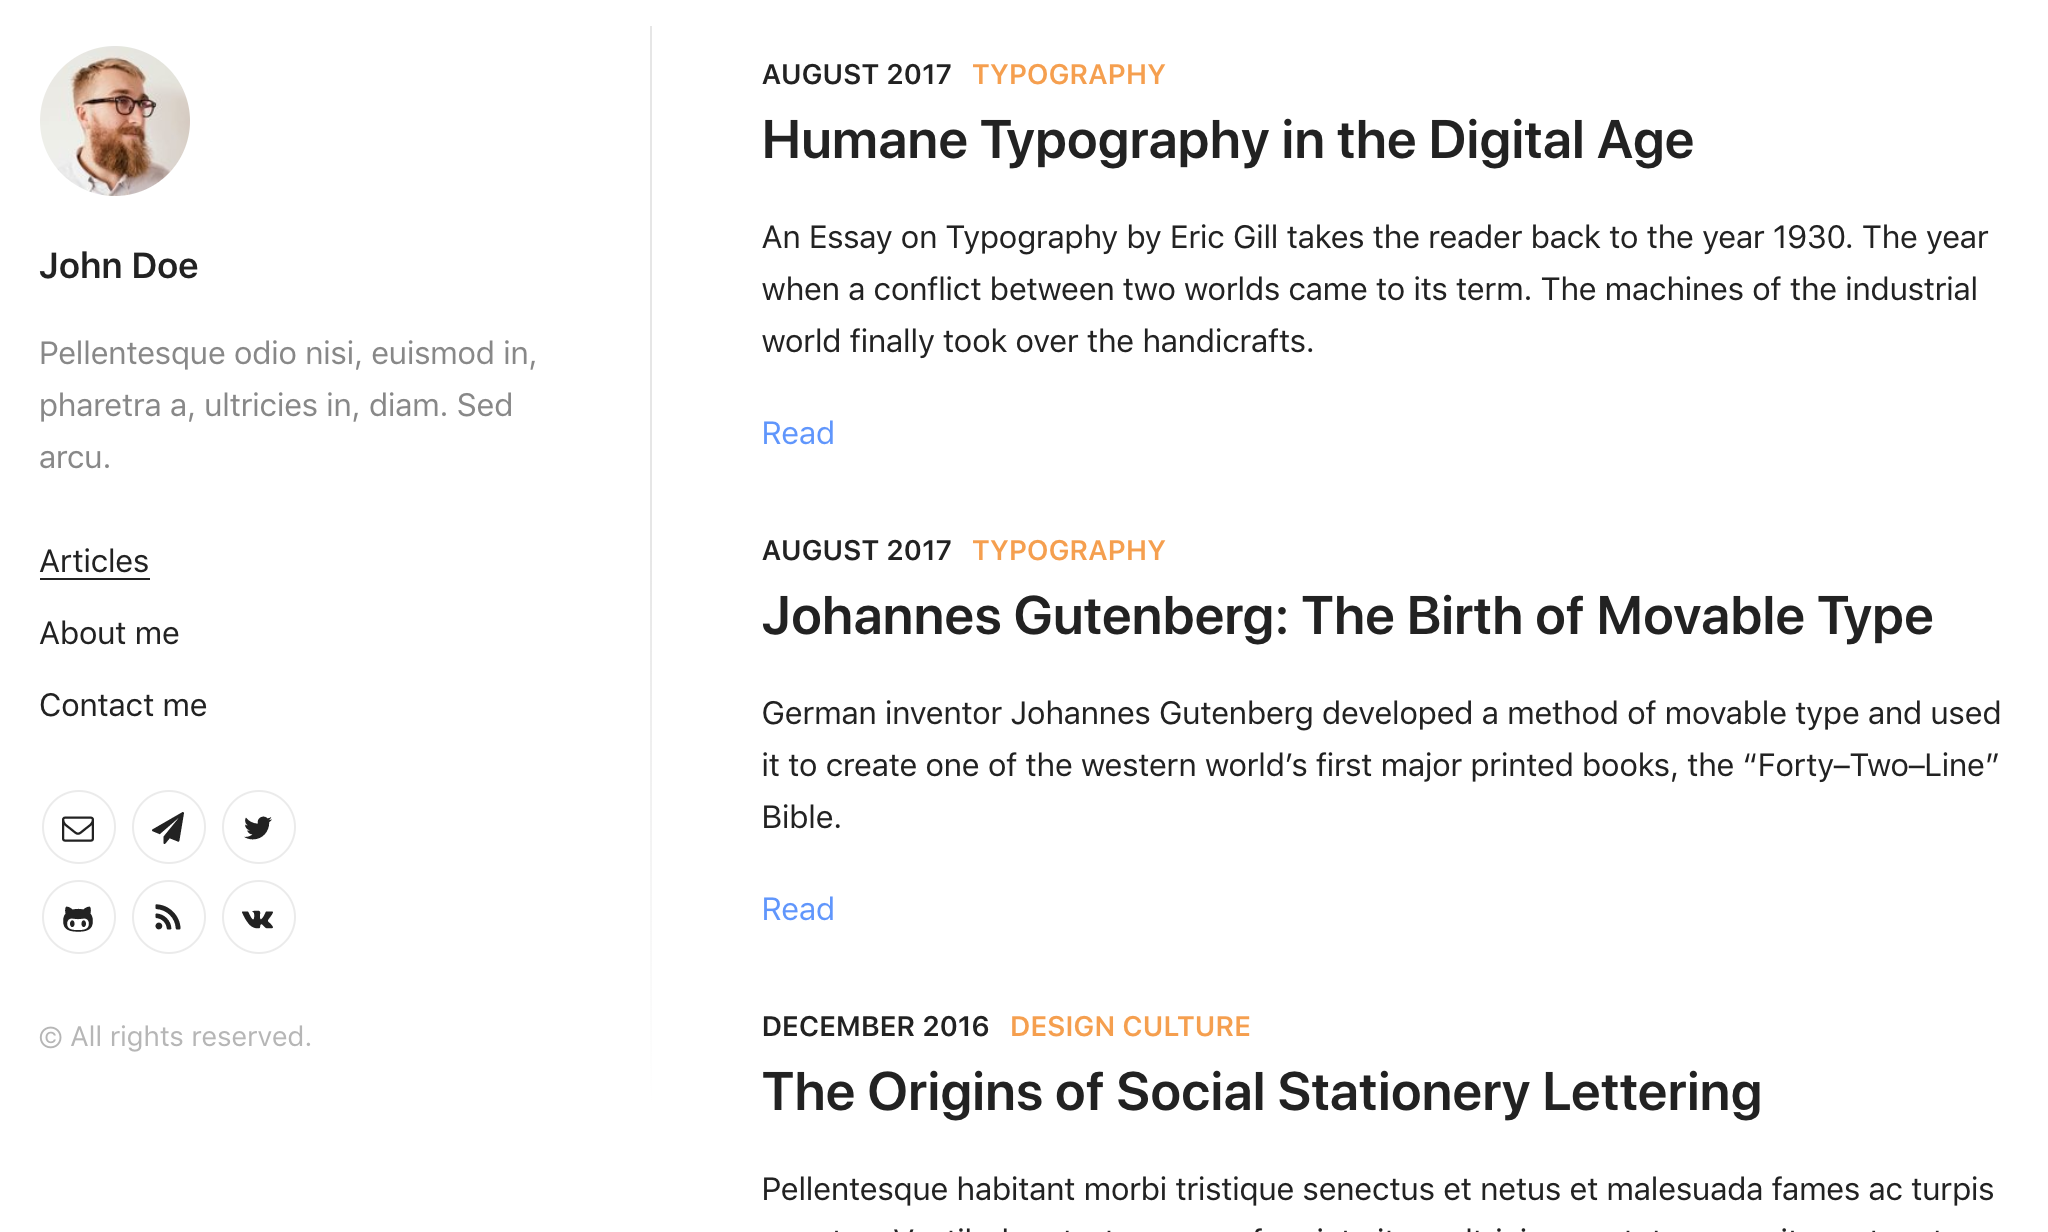 John Doe
Pellentesque odio nisi, euismod in,
pharetra a, ultricies in, diam. Sed
arcu.
Articles
About me
Contact me
© All rights reserved.
AUGUST 2017 TYPOGRAPHY
Humane Typography in the Digital Age
An Essay on Typography by Eric Gill takes the reader back to the year 1930. The year
when a conflict between two worlds came to its term. The machines of the industrial
world finally took over the handicrafts.
Read
AUGUST 2017 TYPOGRAPHY
Johannes Gutenberg: The Birth of Movable Type
German inventor Johannes Gutenberg developed a method of movable type and used
it to create one of the western world’s first major printed books, the “Forty–Two–Line”
Bible.
Read
DECEMBER 2016 DESIGN CULTURE
The Origins of Social Stationery Lettering
Pellentesque habitant morbi tristique senectus et netus et malesuada fames ac turpis